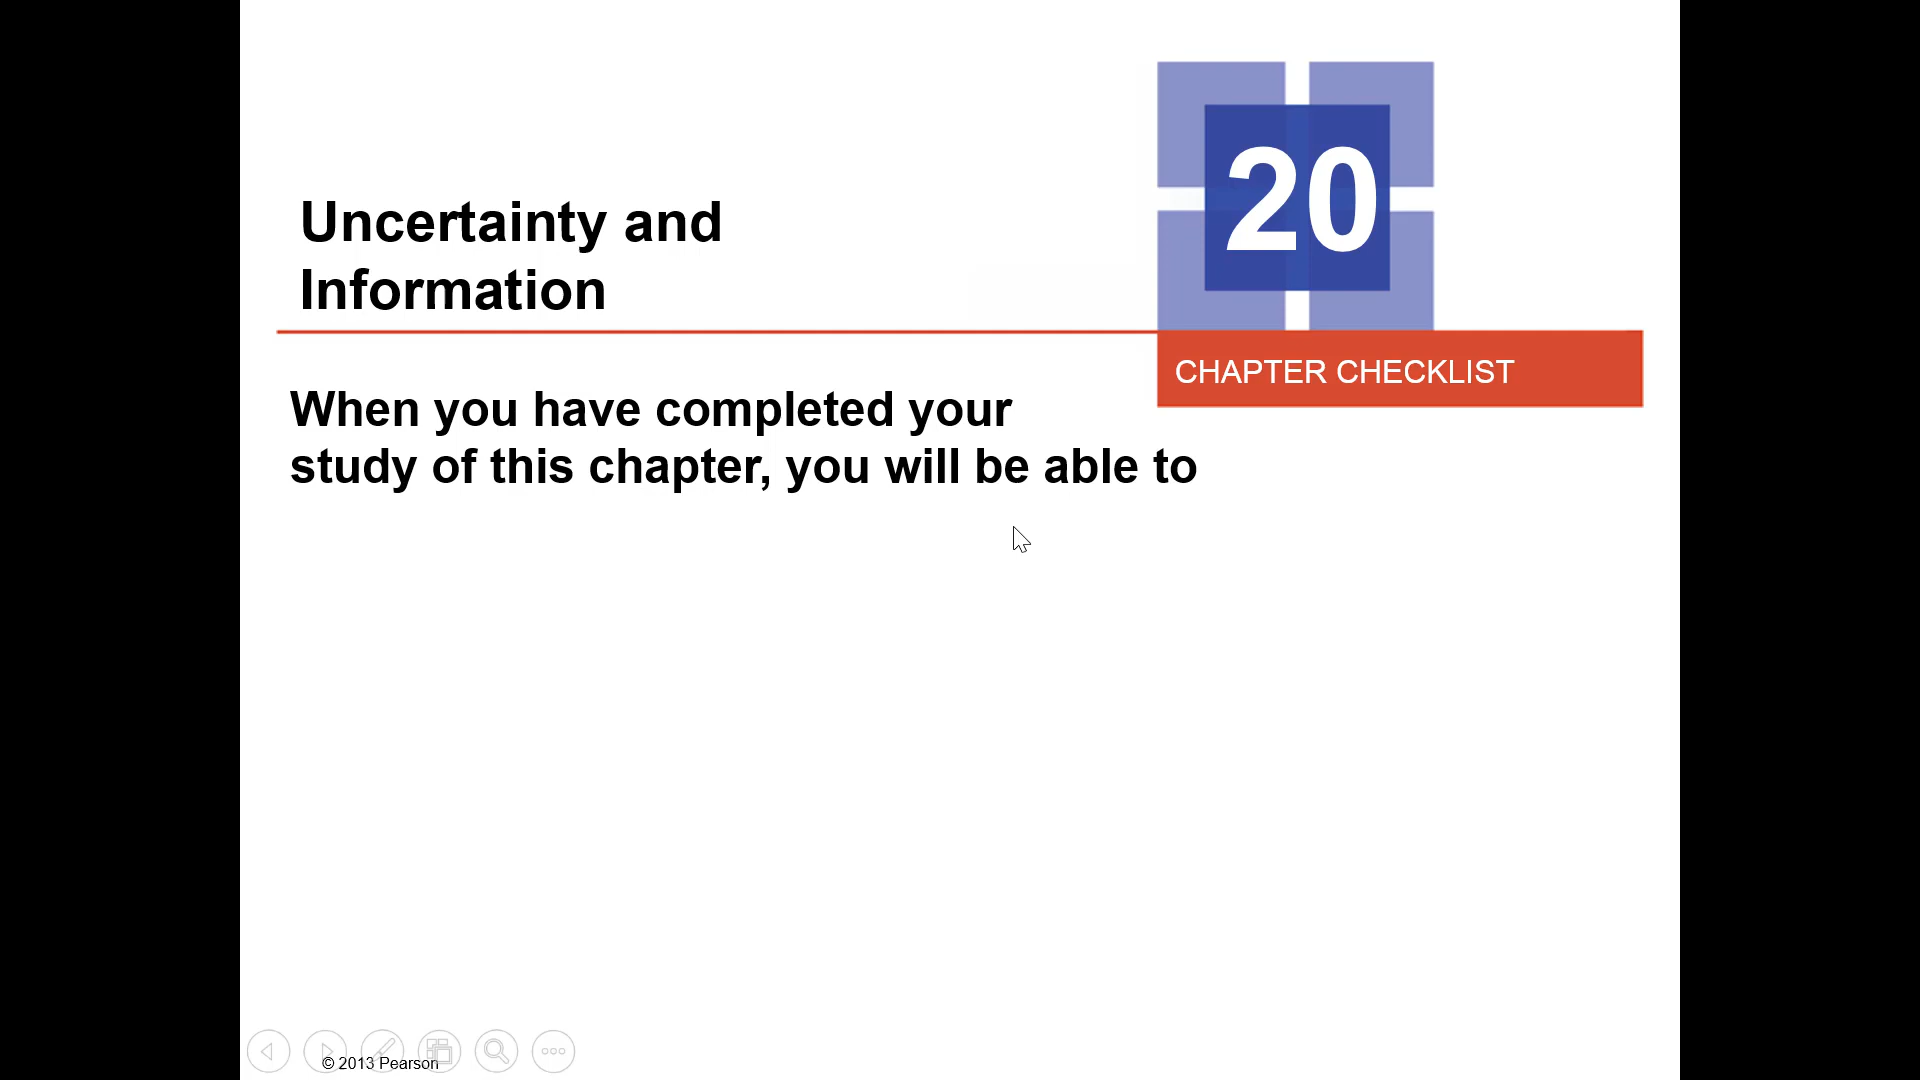 20
Uncertainty and
Information
CHAPTER CHECKLIST
When you have completed your
study of this chapter, you will be able to
© 2013 Pearson